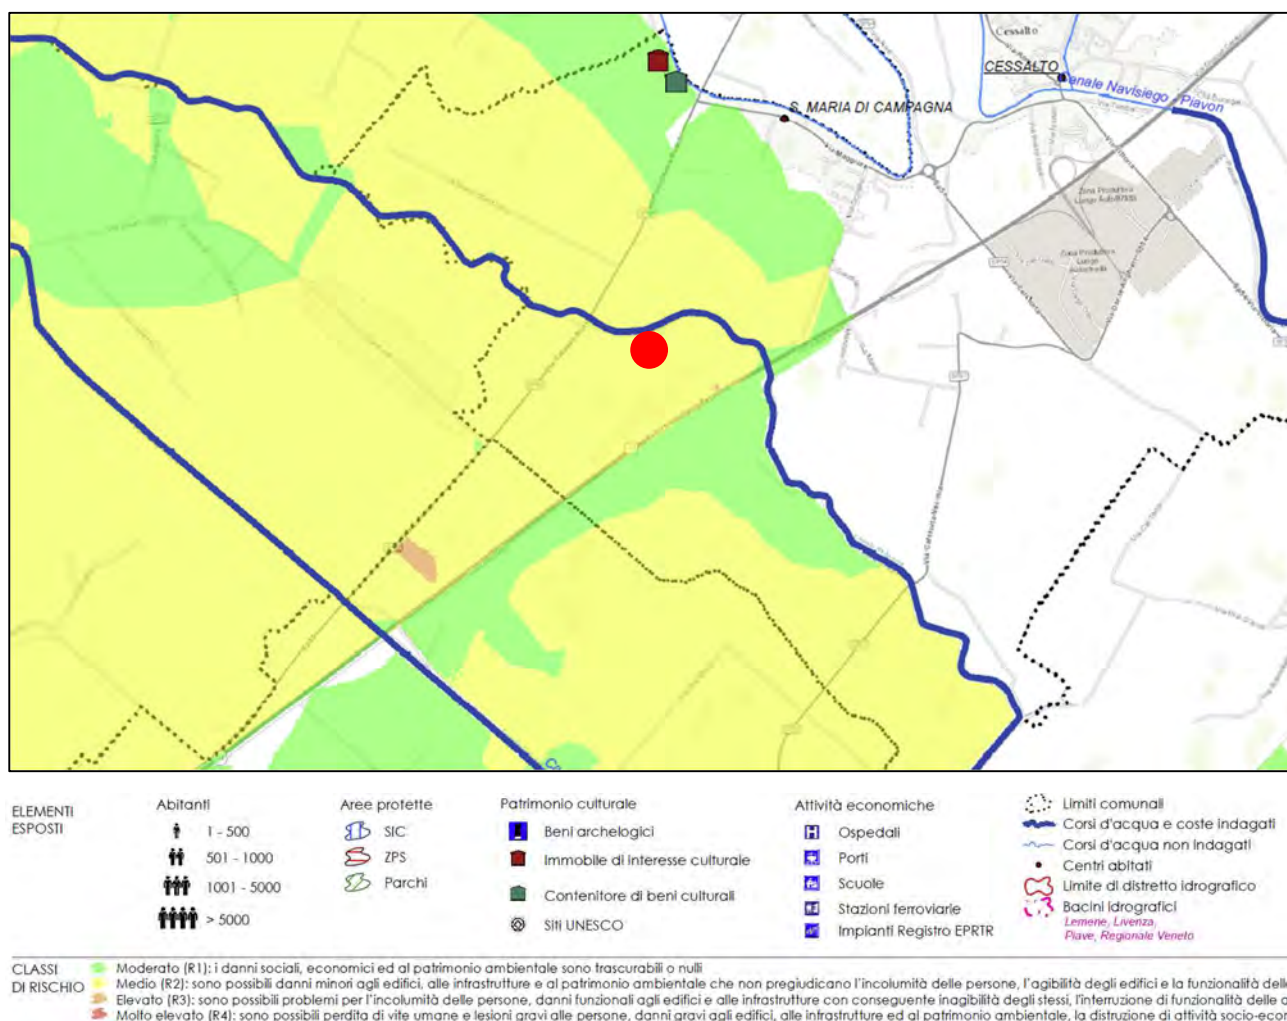 Cessalto
CESSALTO
Canale Navisiego - Piavon
S. MARIA DI CAMPAGNA
Via Maggiore
Zona Produttiva
Zona Produttiva
ELEMENTI
ESPOSTI
Abitanti
1 - 500
501 - 1000
1001 - 5000
> 5000
Aree protette
SIC
ZPS
Parchi
Patrimonio culturale
Beni archelogici
Immobile di interesse culturale
Contenitore di beni culturali
Siti UNESCO
Attività economiche
Ospedali
Porti
Scuole
Stazioni ferroviarie
Impianti Registro EPRTR
Limiti comunali
Corsi d'acqua e coste indagati
Corsi d'acqua non indagati
Centri abitati
Limite di distretto idrografico
Bacini idrografici
Lemene, Livenza,
Piave, Regionale Veneto
CLASSI
DI RISCHIO
Moderato (R1): i danni sociali, economici ed al patrimonio ambientale sono trascurabili o nulli
Medio (R2): sono possibili danni minori agli edifici, alle infrastrutture e al patrimonio ambientale che non pregiudicano l'incolumità delle persone, l'agibilità degli edifici e la funzionalità delle
Elevato (R3): sono possibili problemi per l'incolumità delle persone, danni funzionali agli edifici e alle infrastrutture con conseguente inagibilità degli stessi, l'interruzione di funzionalità delle
Molto elevato (R4): sono possibili perdita di vite umane e lesioni gravi alle persone, danni gravi agli edifici, alle infrastrutture ed al patrimonio ambientale, la distruzione di attività